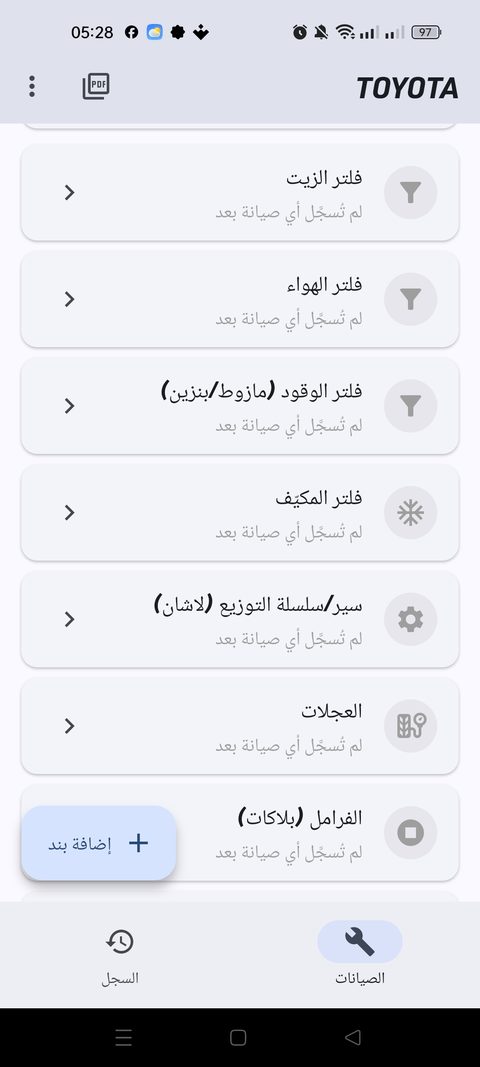 05:28
97
TOYOTA
PDF
فلتر الزيت
لم تُسجَّل أي صيانة بعد
فلتر الهواء
لم تُسجَّل أي صيانة بعد
فلتر الوقود (مازوط/بنزين)
لم تُسجَّل أي صيانة بعد
فلتر المكيّف
لم تُسجَّل أي صيانة بعد
سير/سلسلة التوزيع (لاشان)
لم تُسجَّل أي صيانة بعد
العجلات
لم تُسجَّل أي صيانة بعد
الفرامل (بلاكات)
لم تُسجَّل أي صيانة بعد
إضافة بند
الصيانات
السجل